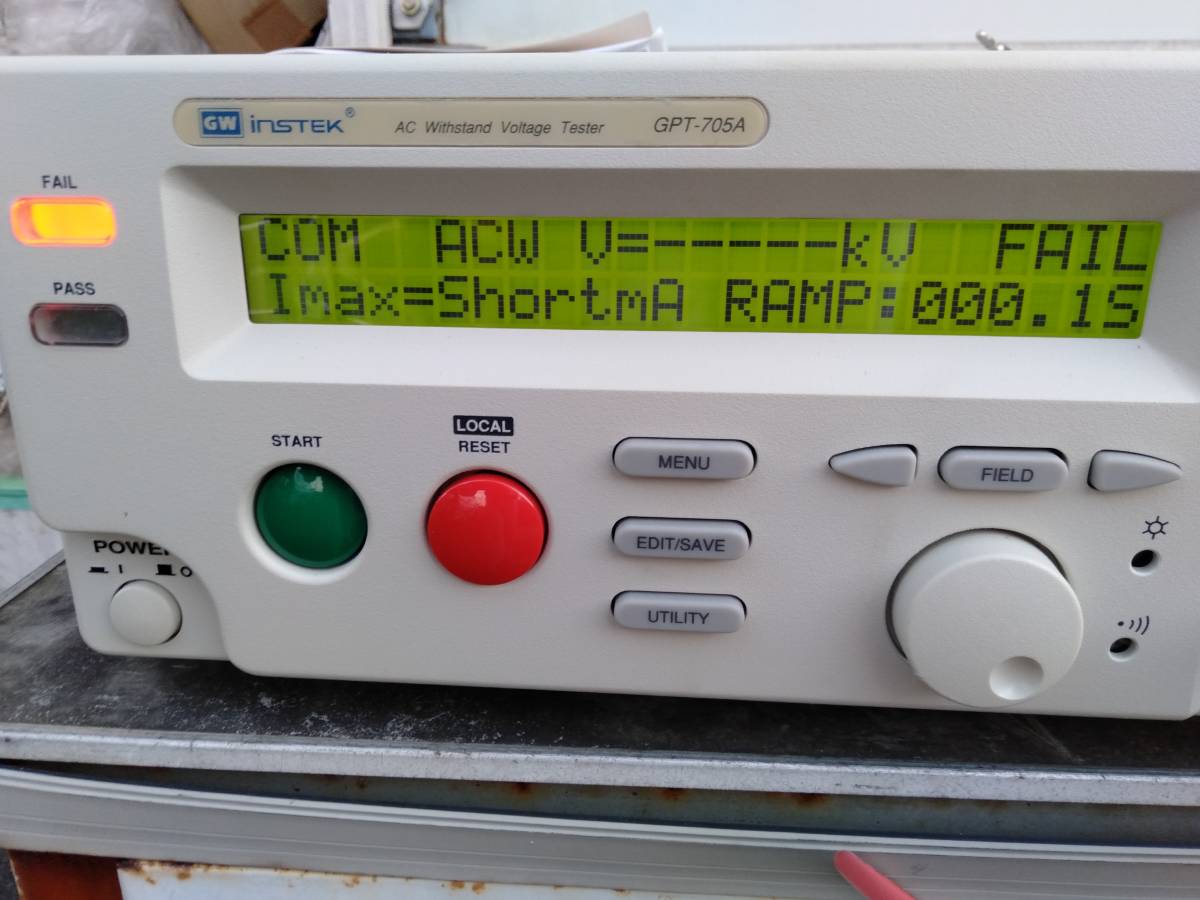 GW INSTEK® AC Withstand Voltage Tester GPT-705A
FAIL
COM ACW V=------kV FAIL
Imax=ShortmA RAMP:000.1S
PASS
START
LOCAL
RESET
MENU
FIELD
EDIT/SAVE
UTILITY
POWER